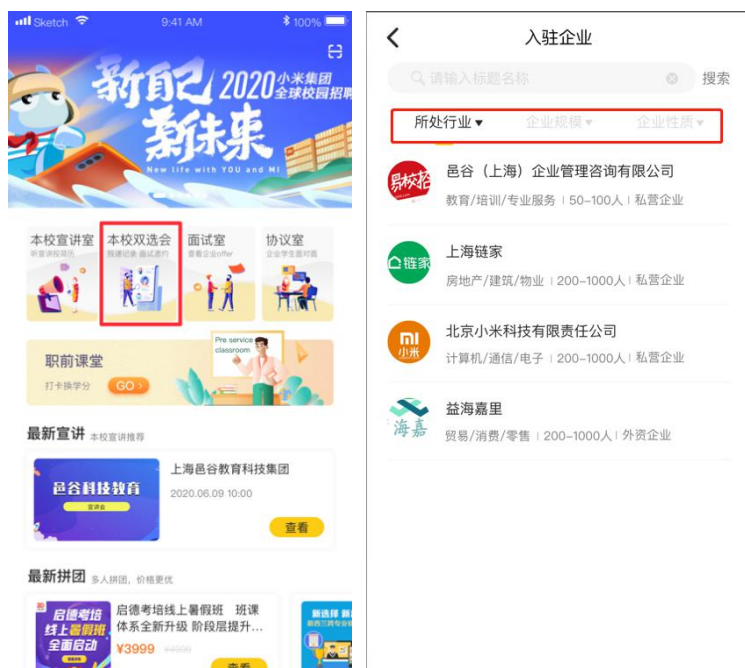 Sketch
9:41 AM
100%
新自己
新未来
2020
小米集团
全球校园招聘
New life with YOU and MI
本校宣讲室
听宣讲投简历
本校双选会
投递记录 面试邀约
面试室
查看企业offer
协议室
企业学生面对面
职前课堂
打卡换学分
GO >
Pre service
classroom
最新宣讲 本校宣讲推荐
邑谷科技教育
宣讲会
上海邑谷教育科技集团
2020.06.09 10:00
查看
最新拼团 多人拼团，价格更优
启德考培
线上暑假班
全面启动
启德考培线上暑假班 班课
体系全新升级 阶段层提升...
¥3999 ¥4999
查看
入驻企业
请输入标题名称
搜索
所处行业▼
企业规模▼
企业性质▼
易校招
邑谷（上海）企业管理咨询有限公司
教育/培训/专业服务 | 50-100人 | 私营企业
链家
上海链家
房地产/建筑/物业 | 200-1000人 | 私营企业
小米
北京小米科技有限责任公司
计算机/通信/电子 | 200-1000人 | 私营企业
海嘉
益海嘉里
贸易/消费/零售 | 200-1000人 | 外资企业